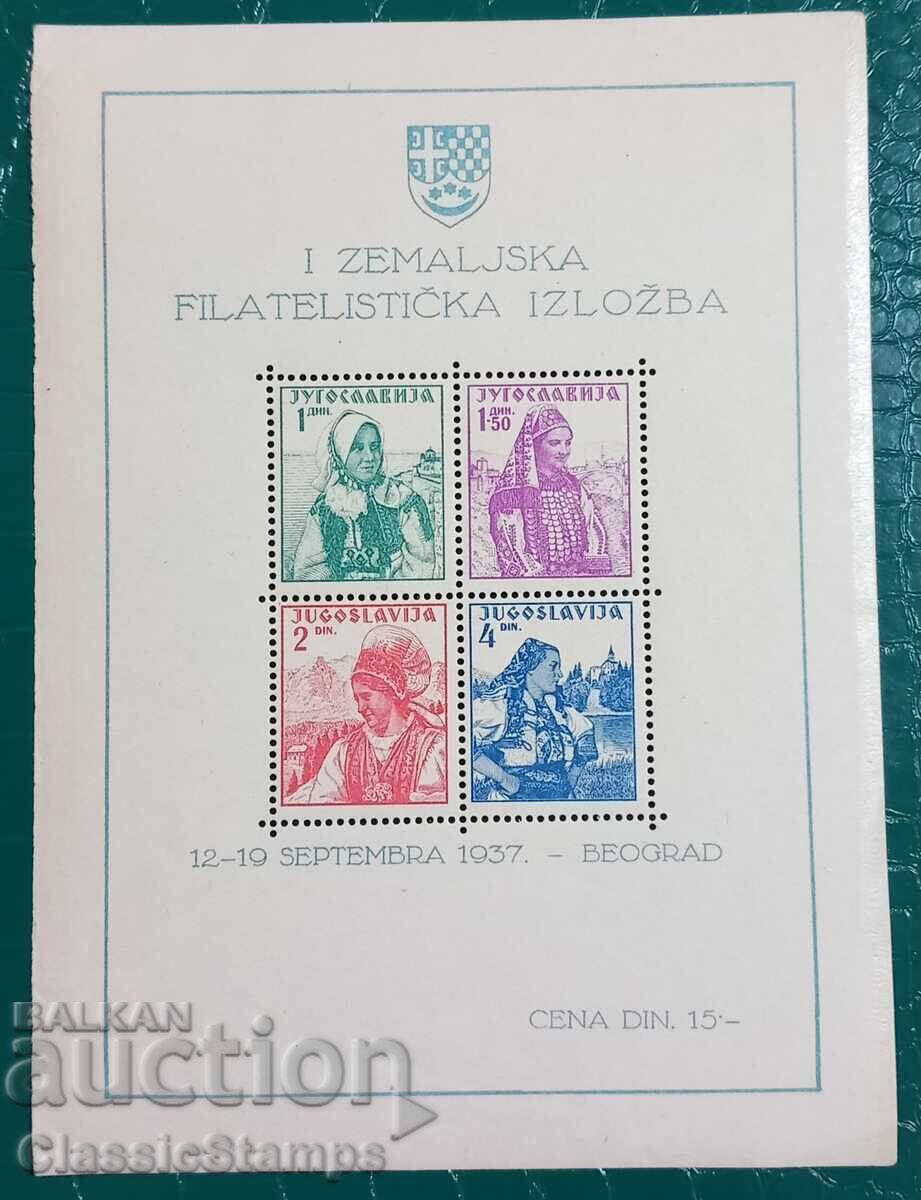 I ZEMALJSKA
FILATELISTIČKA IZLOŽBA
ЈУГОСЛАВИЈА
1 ДИН.
ЈУГОСЛАВИЈА
1·50 ДИН.
JUGOSLAVIJA
2 DIN.
JUGOSLAVIJA
4 DIN.
12-19 SEPTEMBRA 1937. - BEOGRAD
CENA DIN. 15·-
BALKAN
auction
ClassicStamps